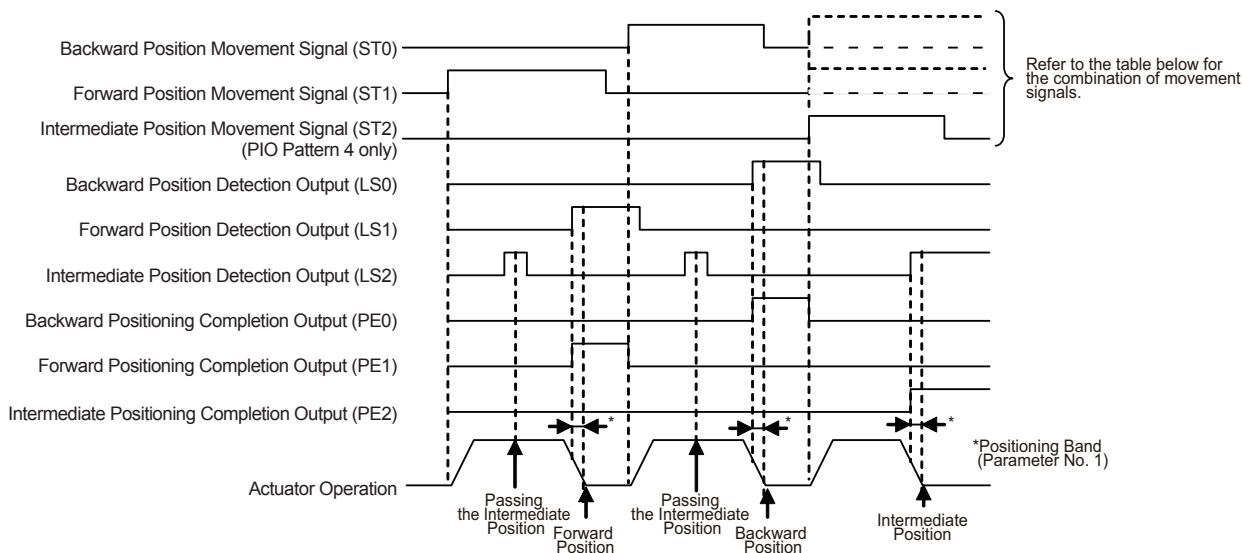 Backward Position Movement Signal (ST0)
Forward Position Movement Signal (ST1)
Intermediate Position Movement Signal (ST2)
(PIO Pattern 4 only)
Backward Position Detection Output (LS0)
Forward Position Detection Output (LS1)
Intermediate Position Detection Output (LS2)
Backward Positioning Completion Output (PE0)
Forward Positioning Completion Output (PE1)
Intermediate Positioning Completion Output (PE2)
Actuator Operation
Refer to the table below for
the combination of movement
signals.
*
*
*
*Positioning Band
(Parameter No. 1)
Passing
the Intermediate
Position
Forward
Position
Passing
the Intermediate
Position
Backward
Position
Intermediate
Position